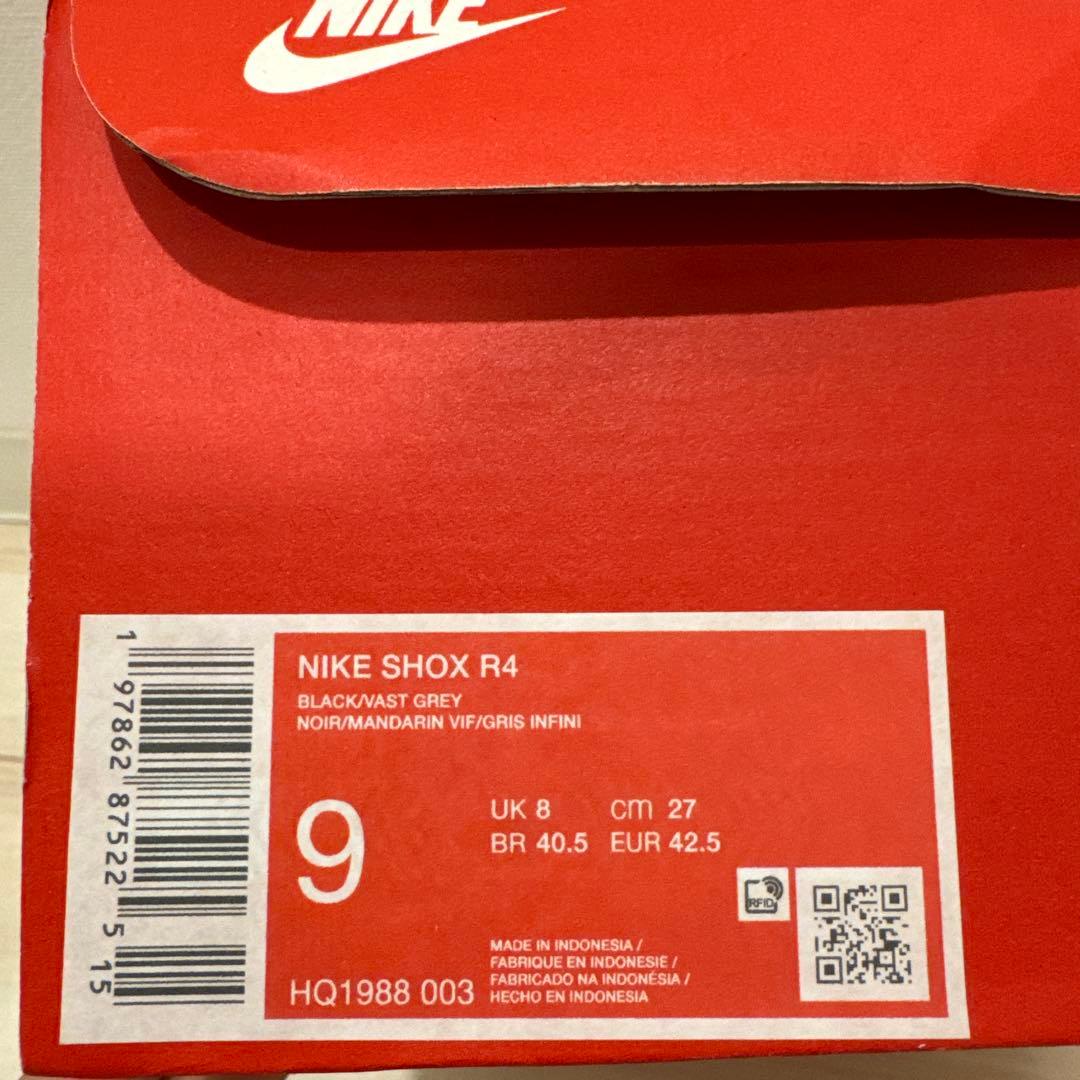 NIKE
NIKE SHOX R4
BLACK/VAST GREY
NOIR/MANDARIN VIF/GRIS INFINI
9
UK 8 cm 27
BR 40.5 EUR 42.5
RFID
HQ1988 003
MADE IN INDONESIA /
FABRIQUE EN INDONESIE /
FABRICADO NA INDONÉSIA /
HECHO EN INDONESIA
1 97862 87522 5 15